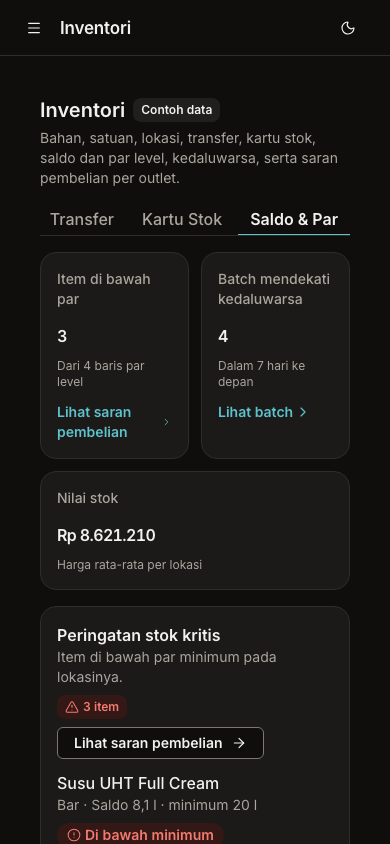 Inventori
Inventori
Contoh data
Bahan, satuan, lokasi, transfer, kartu stok,
saldo dan par level, kedaluwarsa, serta saran
pembelian per outlet.
Transfer
Kartu Stok
Saldo & Par
Item di bawah
par
3
Dari 4 baris par
level
Lihat saran
pembelian
Batch mendekati
kedaluwarsa
4
Dalam 7 hari ke
depan
Lihat batch
Nilai stok
Rp 8.621.210
Harga rata-rata per lokasi
Peringatan stok kritis
Item di bawah par minimum pada
lokasinya.
3 item
Lihat saran pembelian
Susu UHT Full Cream
Bar · Saldo 8,1 l · minimum 20 l
Di bawah minimum